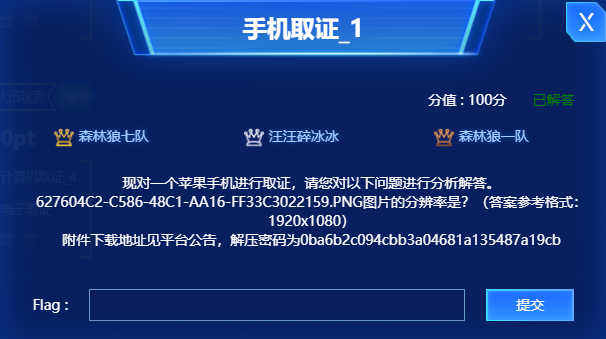 手机取证_1
X
分值 : 100分 已解答
森林狼七队 汪汪碎冰冰 森林狼一队
现对一个苹果手机进行取证，请您对以下问题进行分析解答。
627604C2-C586-48C1-AA16-FF33C3022159.PNG图片的分辨率是？（答案参考格式：
1920x1080）
附件下载地址见平台公告，解压密码为0ba6b2c094cbb3a04681a135487a19cb
Flag :
提交